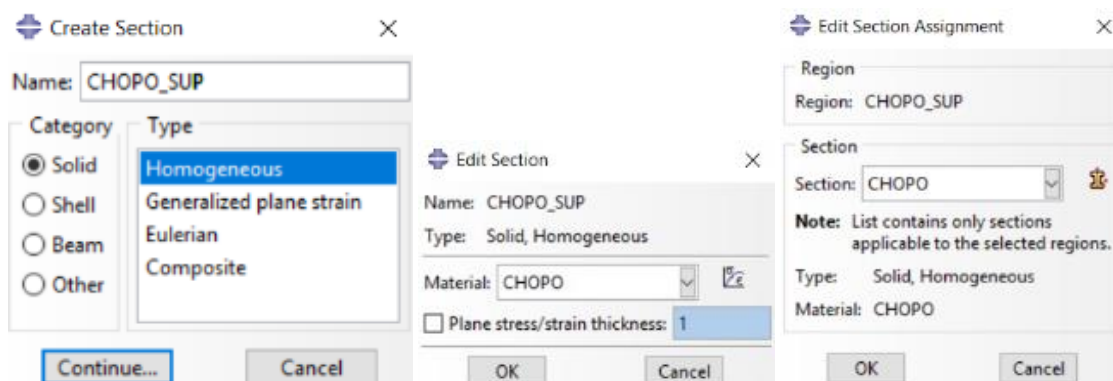 Create Section
Name: CHOPO_SUP
Category
Type
Solid
Shell
Beam
Other
Homogeneous
Generalized plane strain
Eulerian
Composite
Continue...
Cancel
Edit Section
Name: CHOPO_SUP
Type: Solid, Homogeneous
Material: CHOPO
Plane stress/strain thickness: 1
OK
Cancel
Edit Section Assignment
Region
Region: CHOPO_SUP
Section
Section: CHOPO
Note: List contains only sections
applicable to the selected regions.
Type: Solid, Homogeneous
Material: CHOPO
OK
Cancel